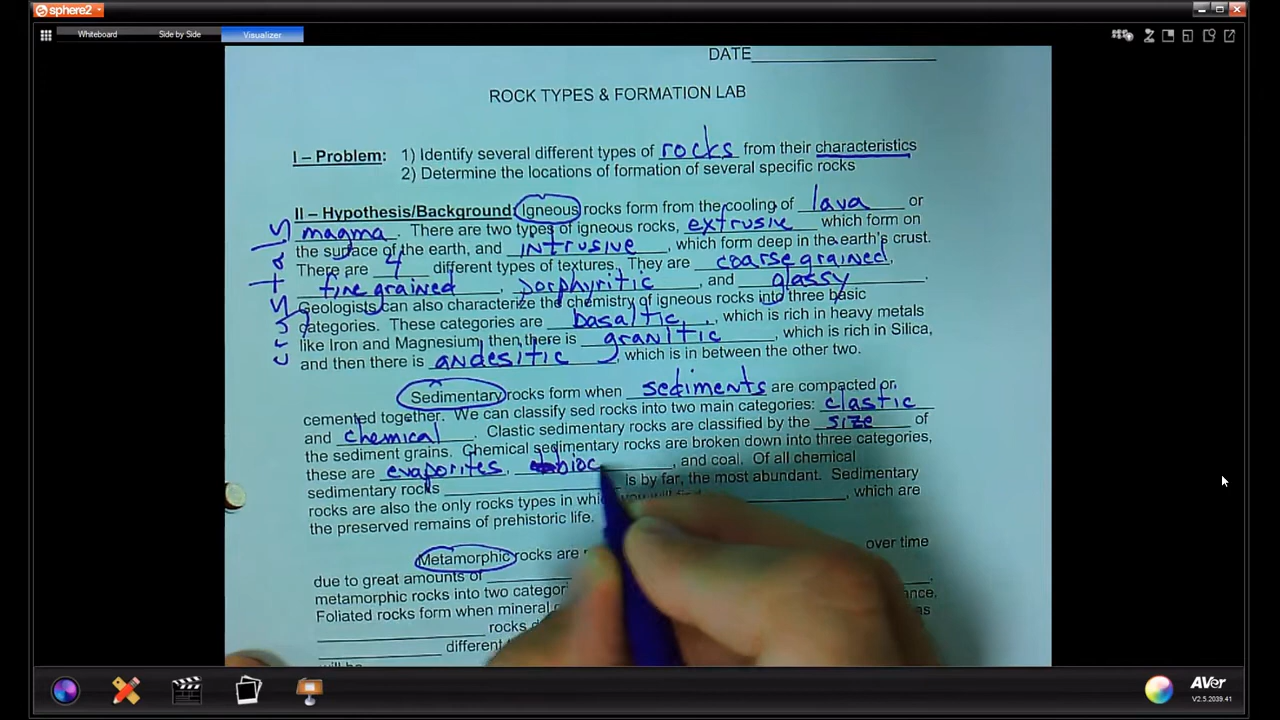 sphere2
Whiteboard Side by Side Visualizer
DATE
ROCK TYPES & FORMATION LAB
I – Problem: 1) Identify several different types of rocks from their characteristics
2) Determine the locations of formation of several specific rocks
II – Hypothesis/Background: Igneous rocks form from the cooling of lava or
magma. There are two types of igneous rocks, extrusive which form on
the surface of the earth, and intrusive, which form deep in the earth's crust.
There are 4 different types of textures. They are coarse grained,
fine grained, porphyritic, and glassy.
Geologists can also characterize the chemistry of igneous rocks into three basic
categories. These categories are basaltic, which is rich in heavy metals
like Iron and Magnesium, then there is granitic, which is rich in Silica,
and then there is andesitic, which is in between the other two.
Sedimentary rocks form when sediments are compacted or
cemented together. We can classify sed rocks into two main categories: clastic
and chemical. Clastic sedimentary rocks are classified by the size of
the sediment grains. Chemical sedimentary rocks are broken down into three categories,
these are evaporites, bioc, and coal. Of all chemical
sedimentary rocks is by far, the most abundant. Sedimentary
rocks are also the only rocks types in which you will find, which are
the preserved remains of prehistoric life.
Metamorphic rocks are over time
due to great amounts of
metamorphic rocks into two
Foliated rocks form when mineral as
rocks
different
will be
AVer
V2.5.2039.41